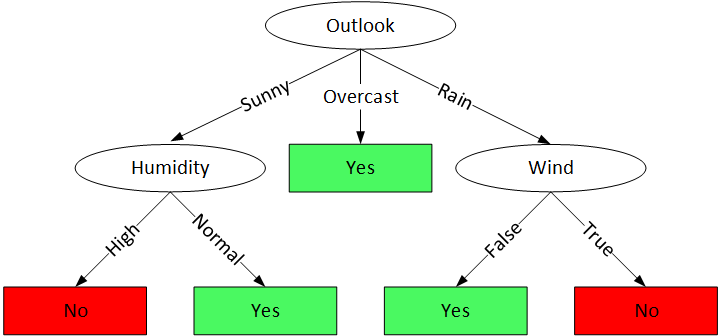 Outlook
Sunny
Overcast
Rain
Humidity
Yes
Wind
High
Normal
False
True
No
Yes
Yes
No